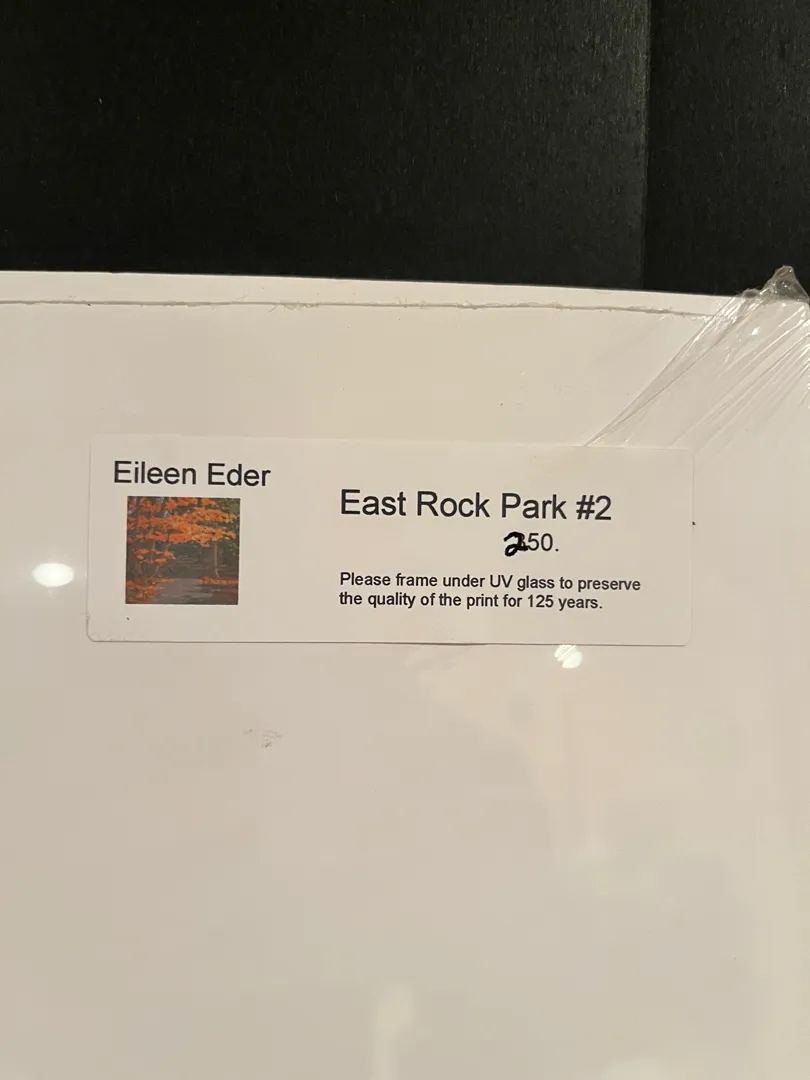 Eileen Eder
East Rock Park #2
250.
Please frame under UV glass to preserve
the quality of the print for 125 years.